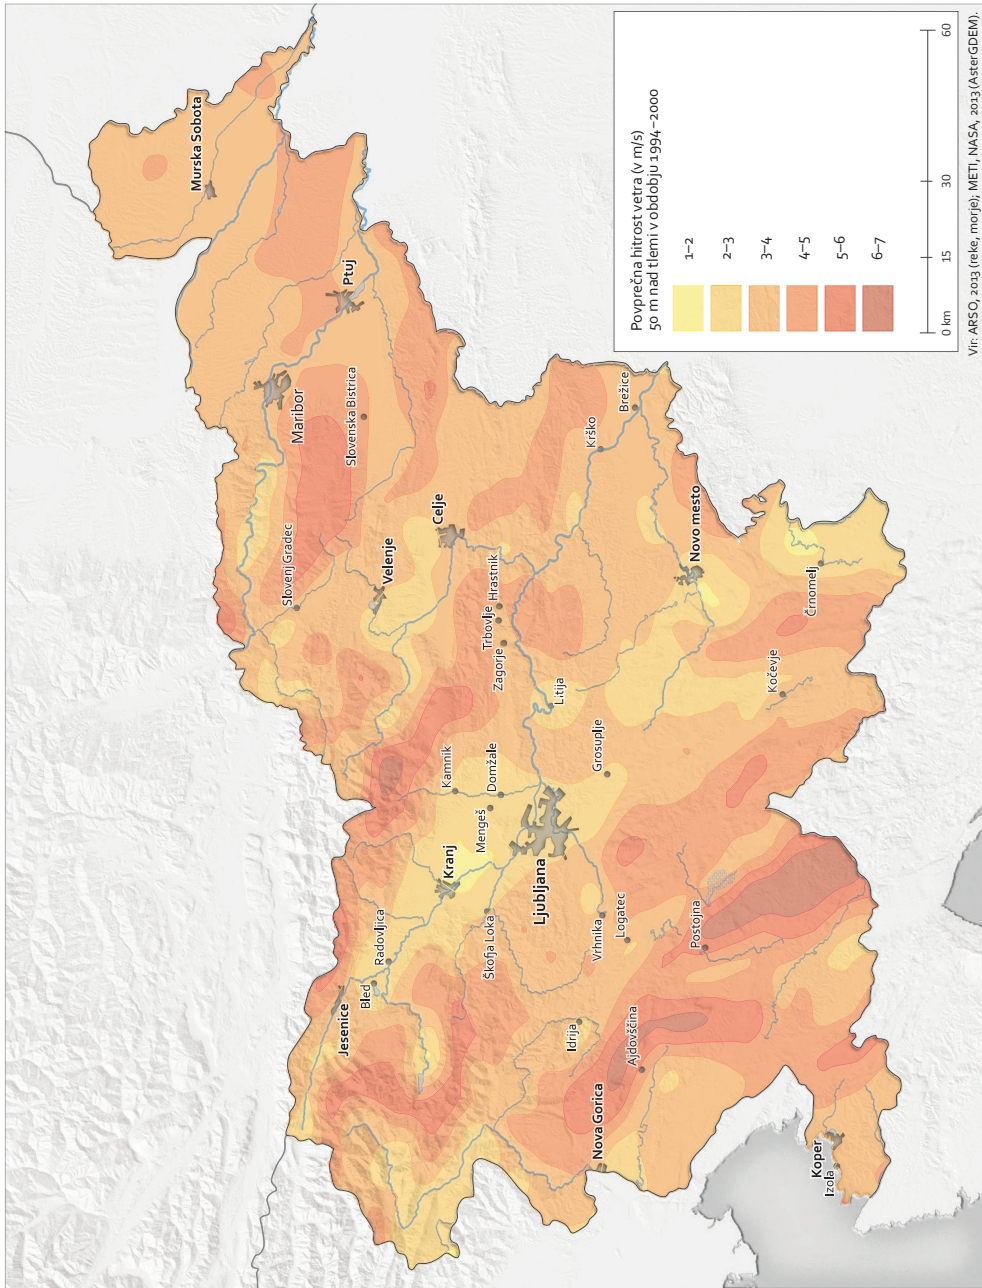 Murska Sobota
Maribor
Ptuj
Slovenska Bistrica
Slovenj Gradec
Velenje
Celje
Jesenice
Bled
Radovljica
Kranj
Kamnik
Mengeš
Domžale
Škofja Loka
Ljubljana
Zagorje
Trbovlje
Hrastnik
Litija
Krško
Brežice
Grosuplje
Vrhnika
Logatec
Idrija
Nova Gorica
Ajdovščina
Postojna
Novo mesto
Kočevje
Črnomelj
Koper
Izola
Povprečna hitrost vetra (v m/s)
50 m nad tlemi v obdobju 1994–2000
1–2
2–3
3–4
4–5
5–6
6–7
0 km
15
30
60
Vir: ARSO, 2013 (reke, morje); METI, NASA, 2013 (AsterGDEM).